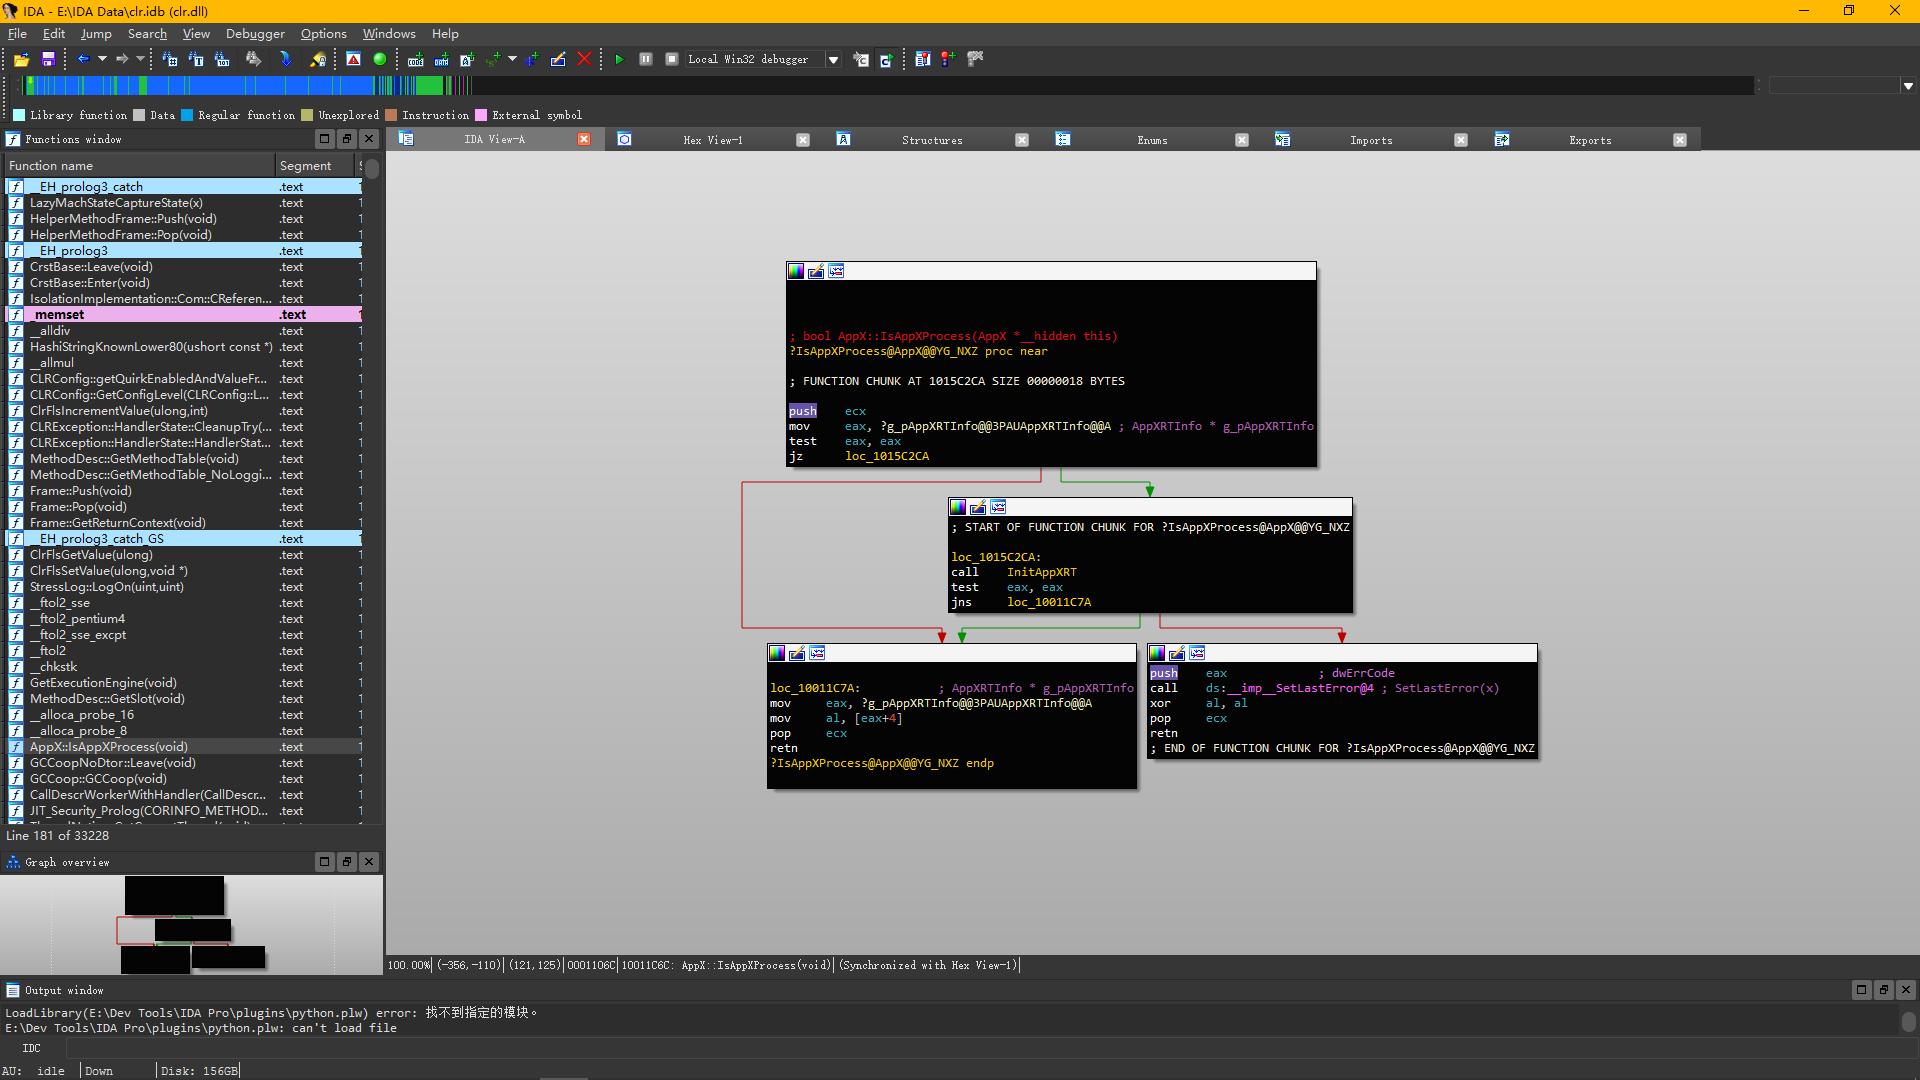 IDA - E:\IDA Data\clr.idb (clr.dll)
File Edit Jump Search View Debugger Options Windows Help
Local Win32 debugger
Library function Data Regular function Unexplored Instruction External symbol
Functions window
IDA View-A
Hex View-1
Structures
Enums
Imports
Exports
Function name Segment
__EH_prolog3_catch .text
LazyMachStateCaptureState(x) .text
HelperMethodFrame::Push(void) .text
HelperMethodFrame::Pop(void) .text
__EH_prolog3 .text
CrstBase::Leave(void) .text
CrstBase::Enter(void) .text
IsolationImplementation::Com::CReferen... .text
_memset .text
__alldiv .text
HashiStringKnownLower80(ushort const *) .text
__allmul .text
CLRConfig::getQuirkEnabledAndValueFr... .text
CLRConfig::GetConfigLevel(CLRConfig::L... .text
ClrFlsIncrementValue(ulong,int) .text
CLRException::HandlerState::CleanupTry(... .text
CLRException::HandlerState::HandlerStat... .text
MethodDesc::GetMethodTable(void) .text
MethodDesc::GetMethodTable_NoLoggi... .text
Frame::Push(void) .text
Frame::Pop(void) .text
Frame::GetReturnContext(void) .text
__EH_prolog3_catch_GS .text
ClrFlsGetValue(ulong) .text
ClrFlsSetValue(ulong,void *) .text
StressLog::LogOn(uint,uint) .text
__ftol2_sse .text
__ftol2_pentium4 .text
__ftol2_sse_excpt .text
__ftol2 .text
__chkstk .text
GetExecutionEngine(void) .text
MethodDesc::GetSlot(void) .text
__alloca_probe_16 .text
__alloca_probe_8 .text
AppX::IsAppXProcess(void) .text
GCCoopNoDtor::Leave(void) .text
GCCoop::GCCoop(void) .text
CallDescrWorkerWithHandler(CallDescr... .text
JIT_Security_Prolog(CORINFO_METHOD... .text
Line 181 of 33228
Graph overview
; bool AppX::IsAppXProcess(AppX *__hidden this)
?IsAppXProcess@AppX@@YG_NXZ proc near
; FUNCTION CHUNK AT 1015C2CA SIZE 00000018 BYTES
push ecx
mov eax, ?g_pAppXRTInfo@@3PAUAppXRTInfo@@A ; AppXRTInfo * g_pAppXRTInfo
test eax, eax
jz loc_1015C2CA
; START OF FUNCTION CHUNK FOR ?IsAppXProcess@AppX@@YG_NXZ
loc_1015C2CA:
call InitAppXRT
test eax, eax
jns loc_10011C7A
loc_10011C7A: ; AppXRTInfo * g_pAppXRTInfo
mov eax, ?g_pAppXRTInfo@@3PAUAppXRTInfo@@A
mov al, [eax+4]
pop ecx
retn
?IsAppXProcess@AppX@@YG_NXZ endp
push eax ; dwErrCode
call ds:__imp__SetLastError@4 ; SetLastError(x)
xor al, al
pop ecx
retn
; END OF FUNCTION CHUNK FOR ?IsAppXProcess@AppX@@YG_NXZ
100.00% (-356,-110) (121,125) 0001106C 10011C6C: AppX::IsAppXProcess(void) (Synchronized with Hex View-1)
Output window
LoadLibrary(E:\Dev Tools\IDA Pro\plugins\python.plw) error: 找不到指定的模块。
E:\Dev Tools\IDA Pro\plugins\python.plw: can't load file
IDC
AU: idle Down Disk: 156GB